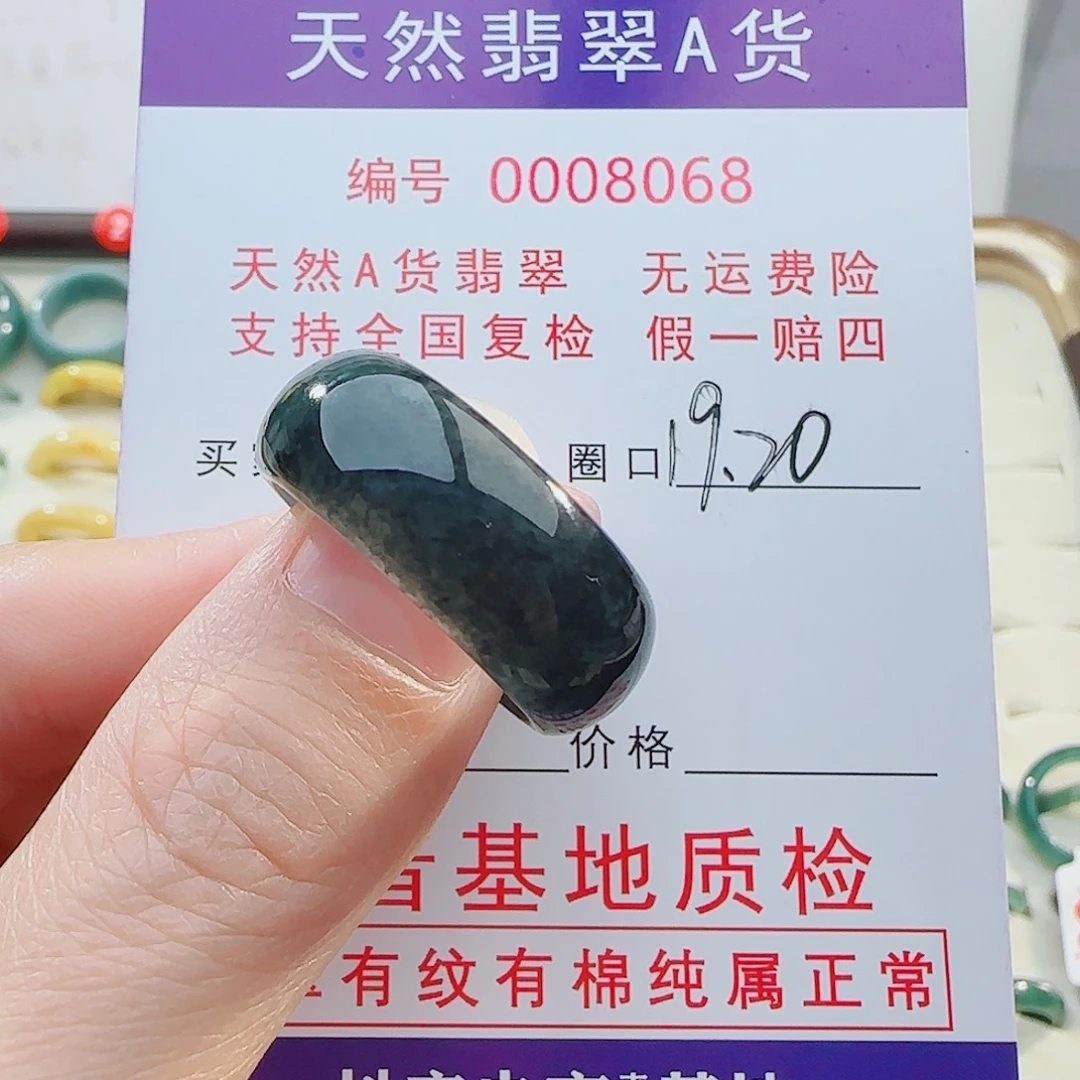 天然翡翠A货
编号 0008068
天然A货翡翠 无运费险
支持全国复检 假一赔四
买 圈口 19.20
价格
基地质检
有纹有棉纯属正常